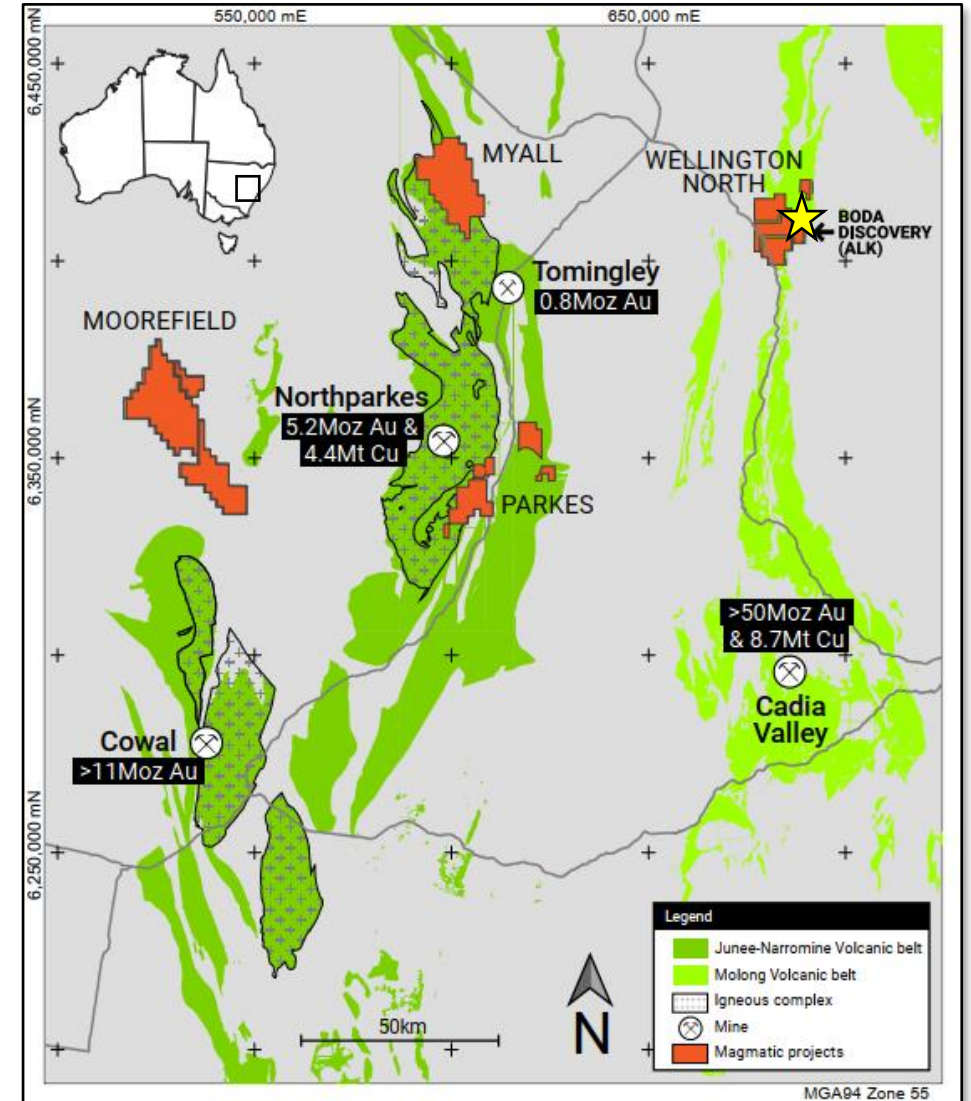 550,000 mE
650,000 mE
6,450,000 mN
MYALL
WELLINGTON
NORTH
BODA
DISCOVERY
(ALK)
Tomingley
0.8Moz Au
MOOREFIELD
Northparkes
5.2Moz Au &
4.4Mt Cu
6,350,000 mN
PARKES
>50Moz Au
& 8.7Mt Cu
Cadia
Valley
Cowal
>11Moz Au
6,250,000 mN
Legend
Junee-Narromine Volcanic belt
Molong Volcanic belt
Igneous complex
Mine
Magmatic projects
50km
N
MGA94 Zone 55